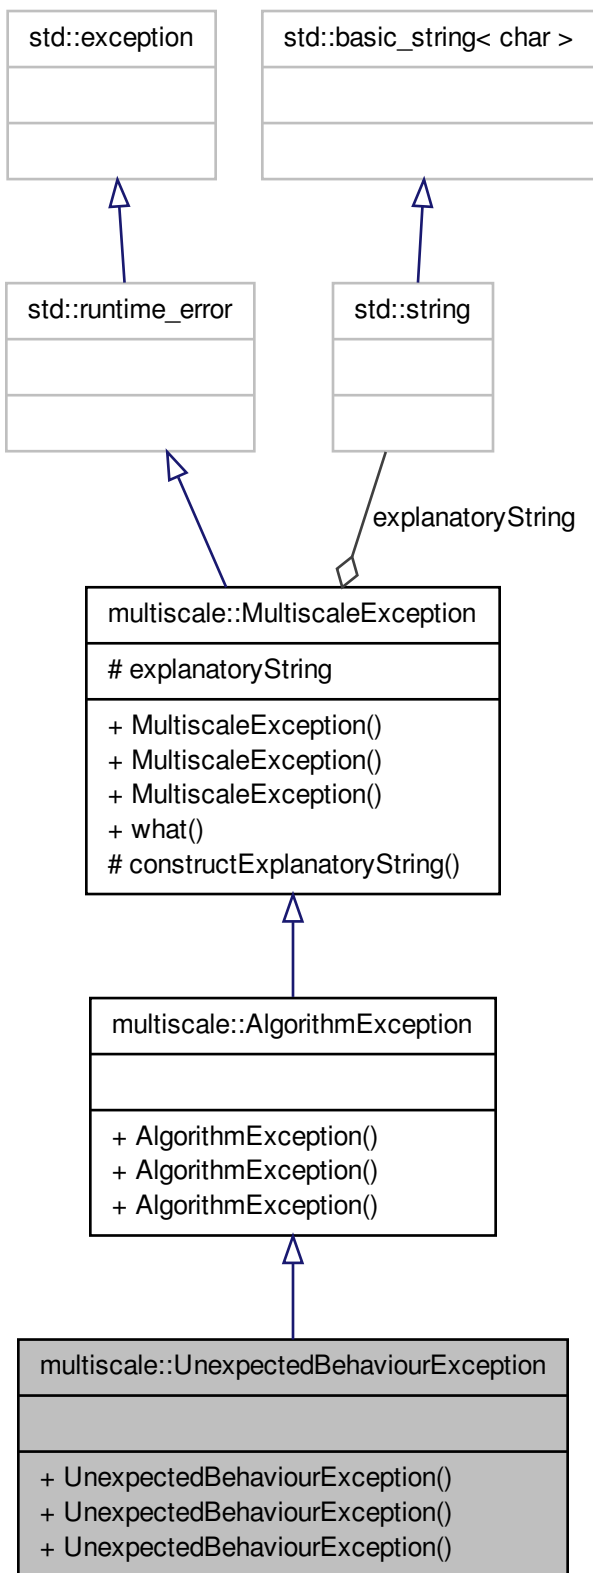 std::exception
std::basic_string< char >
std::runtime_error
std::string
explanatoryString
multiscale::MultiscaleException
# explanatoryString
+ MultiscaleException()
+ MultiscaleException()
+ MultiscaleException()
+ what()
# constructExplanatoryString()
multiscale::AlgorithmException
+ AlgorithmException()
+ AlgorithmException()
+ AlgorithmException()
multiscale::UnexpectedBehaviourException
+ UnexpectedBehaviourException()
+ UnexpectedBehaviourException()
+ UnexpectedBehaviourException()